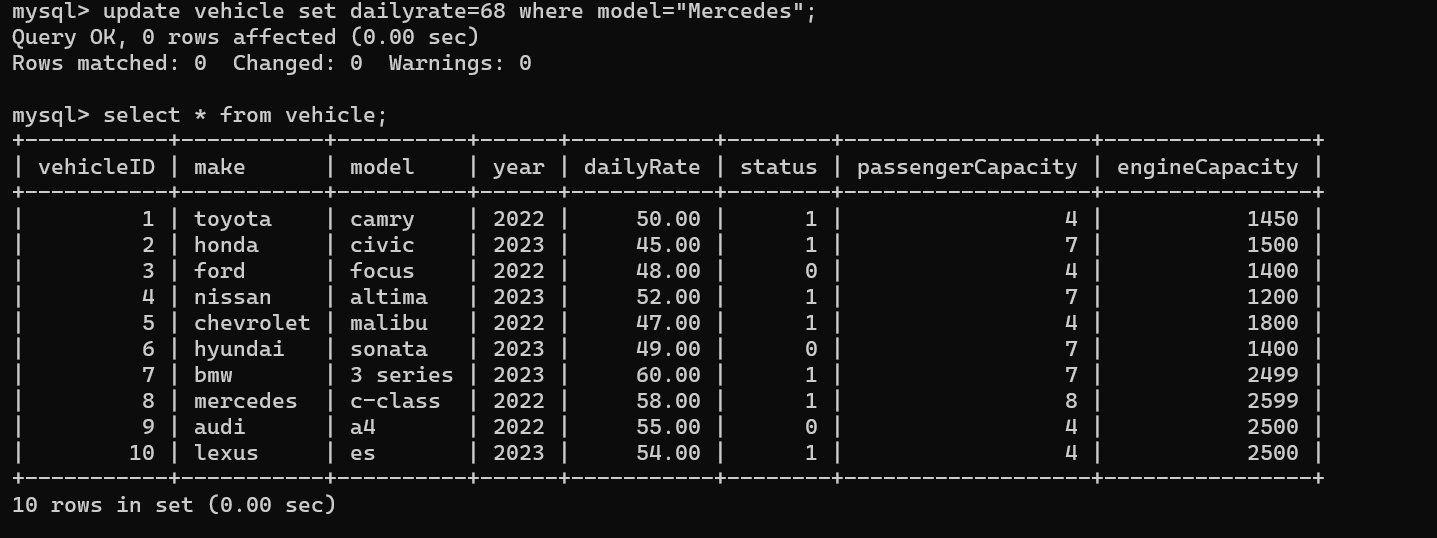 mysql> update vehicle set dailyrate=68 where model="Mercedes";
Query OK, 0 rows affected (0.00 sec)
Rows matched: 0  Changed: 0  Warnings: 0
mysql> select * from vehicle;
+-----------+-----------+----------+------+-----------+--------+-------------------+----------------+
| vehicleID | make      | model    | year | dailyRate | status | passengerCapacity | engineCapacity |
+-----------+-----------+----------+------+-----------+--------+-------------------+----------------+
|         1 | toyota    | camry    | 2022 |     50.00 |      1 |                 4 |           1450 |
|         2 | honda     | civic    | 2023 |     45.00 |      1 |                 7 |           1500 |
|         3 | ford      | focus    | 2022 |     48.00 |      0 |                 4 |           1400 |
|         4 | nissan    | altima   | 2023 |     52.00 |      1 |                 7 |           1200 |
|         5 | chevrolet | malibu   | 2022 |     47.00 |      1 |                 4 |           1800 |
|         6 | hyundai   | sonata   | 2023 |     49.00 |      0 |                 7 |           1400 |
|         7 | bmw       | 3 series | 2023 |     60.00 |      1 |                 7 |           2499 |
|         8 | mercedes  | c-class  | 2022 |     58.00 |      1 |                 8 |           2599 |
|         9 | audi      | a4       | 2022 |     55.00 |      0 |                 4 |           2500 |
|        10 | lexus     | es       | 2023 |     54.00 |      1 |                 4 |           2500 |
+-----------+-----------+----------+------+-----------+--------+-------------------+----------------+
10 rows in set (0.00 sec)